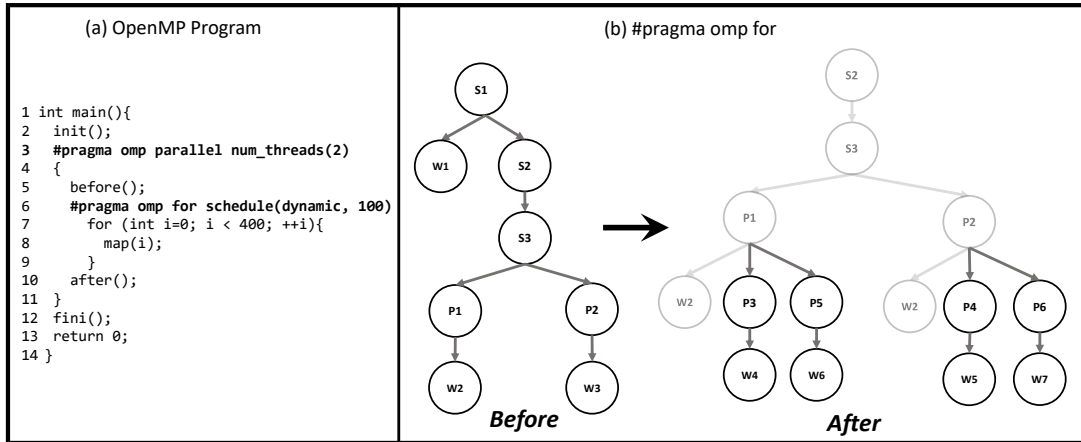 (a) OpenMP Program
1 int main(){
2 init();
3 #pragma omp parallel num_threads(2)
4 {
5 before();
6 #pragma omp for schedule(dynamic, 100)
7 for (int i=0; i < 400; ++i){
8 map(i);
9 }
10 after();
11 }
12 fini();
13 return 0;
14 }
(b) #pragma omp for
S1
W1 S2
S3
P1 P2
W2 W3
Before
S2
S3
P1 P2
W2 P3 P5 W2 P4 P6
W4 W6 W5 W7
After